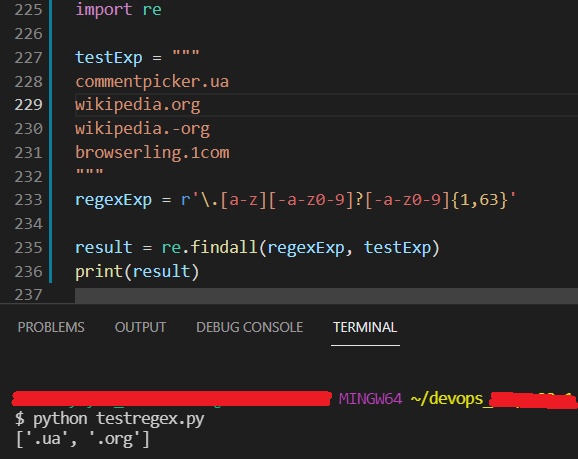 225 import re
226
227 testExp = """
228 commentpicker.ua
229 wikipedia.org
230 wikipedia.-org
231 browserling.1com
232 """
233 regexExp = r'\.[a-z][-a-z0-9]?[-a-z0-9]{1,63}'
234
235 result = re.findall(regexExp, testExp)
236 print(result)
237
PROBLEMS OUTPUT DEBUG CONSOLE TERMINAL
MINGW64 ~/devops_
$ python testregex.py
['.ua', '.org']